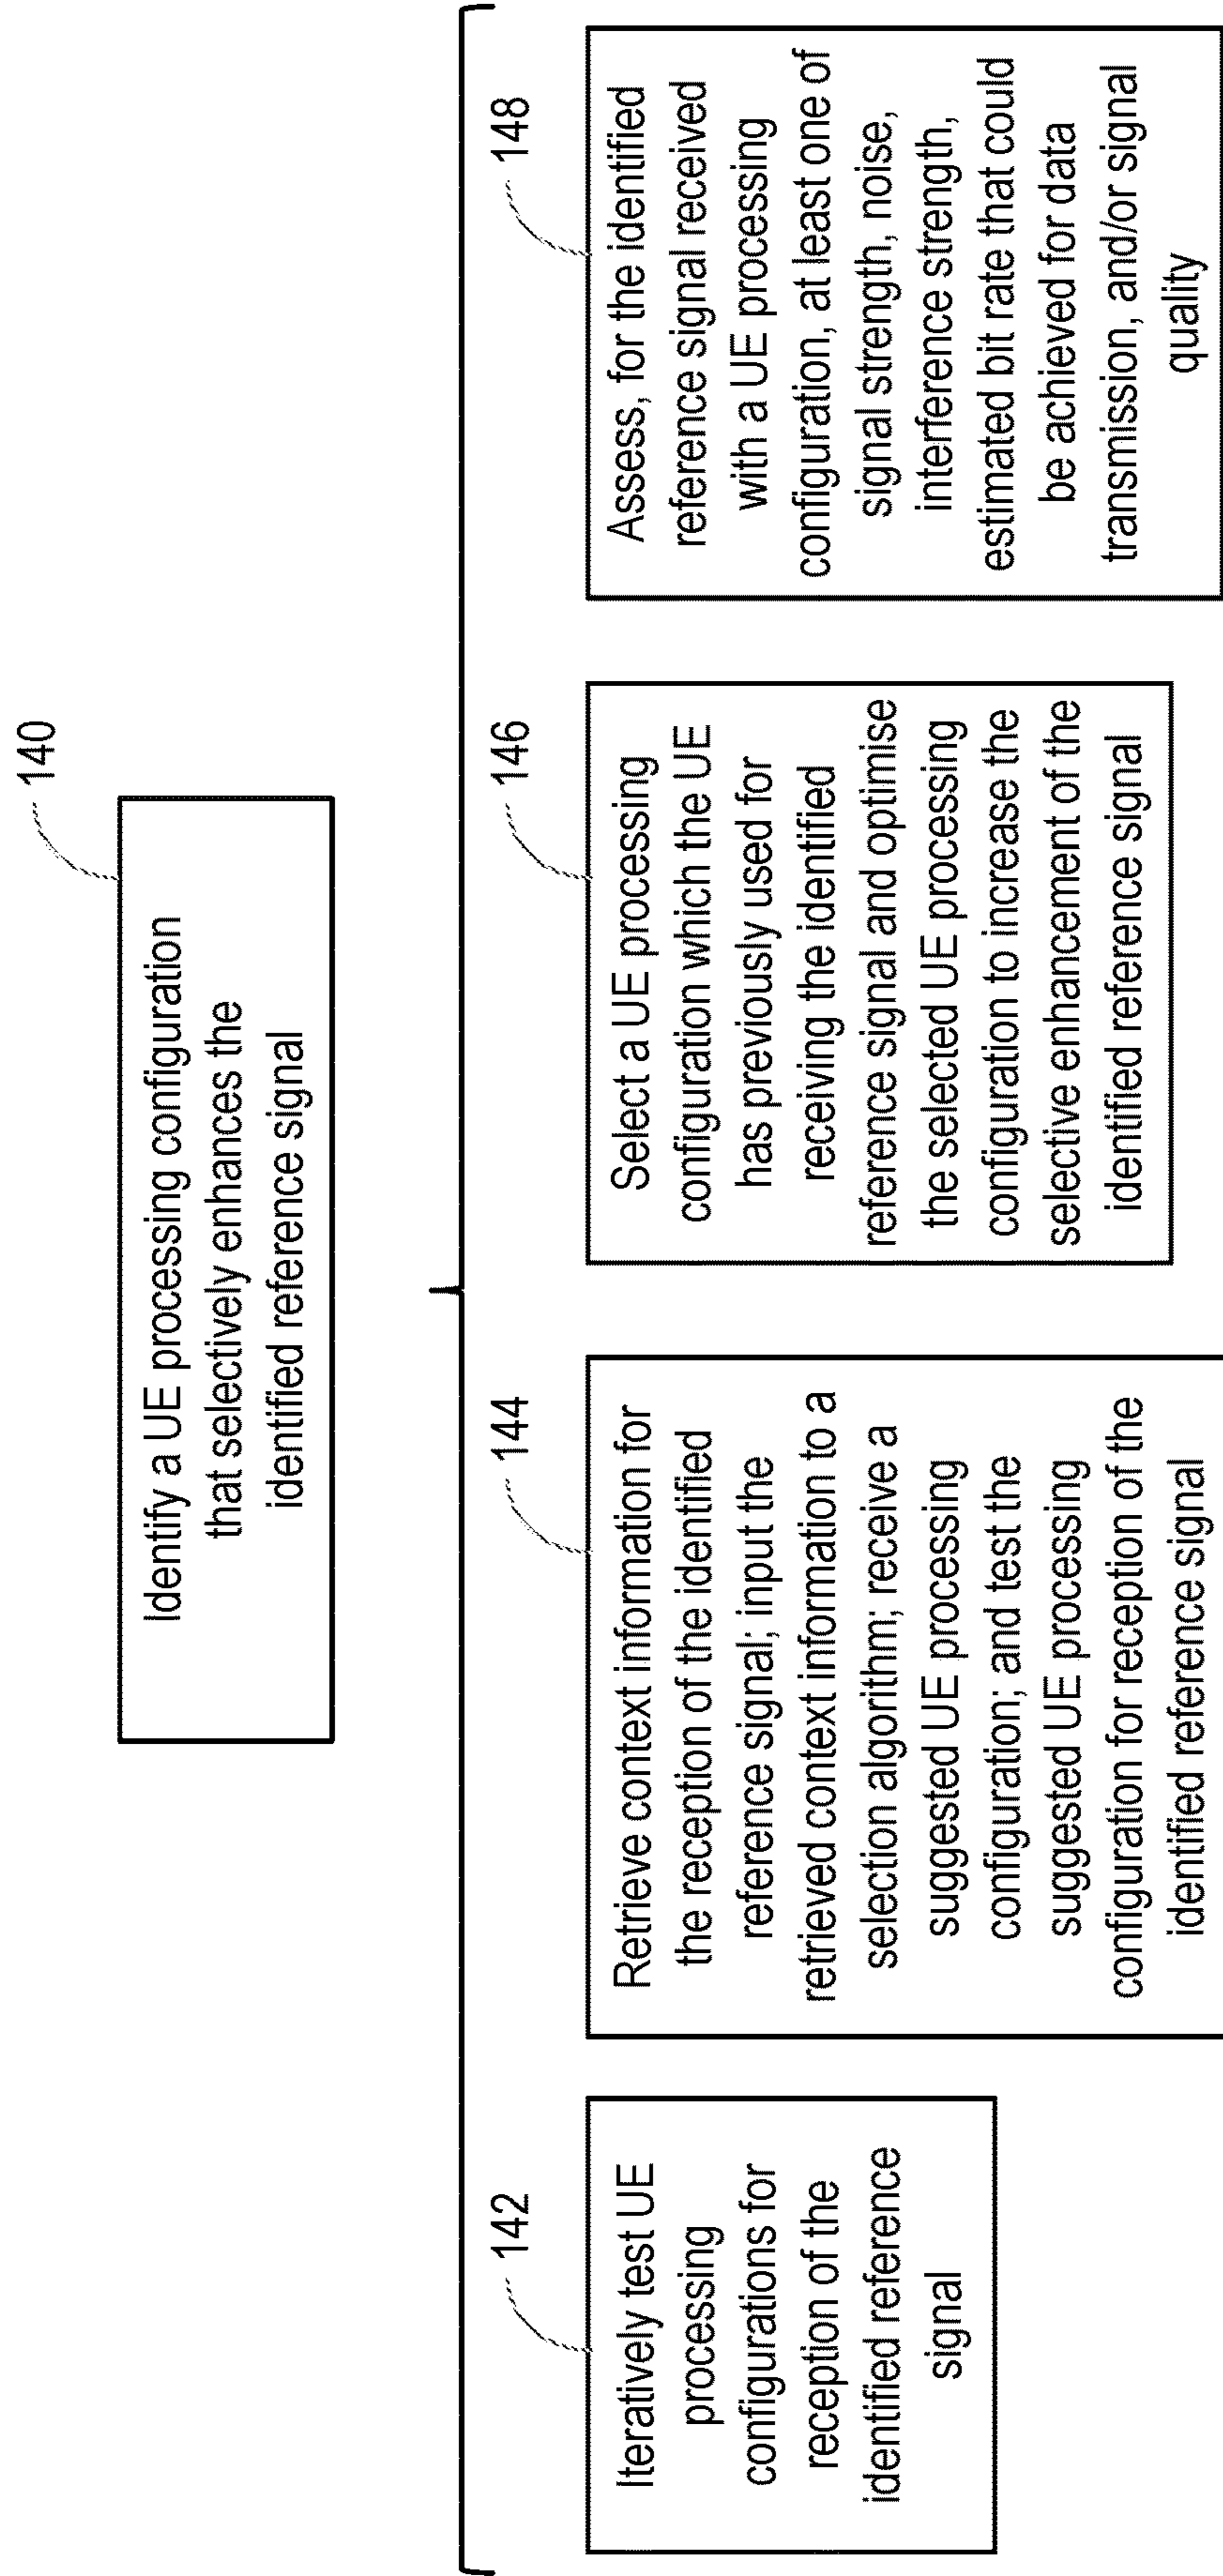 140
Identify a UE processing configuration
that selectively enhances the
identified reference signal
142
Iteratively test UE
processing
configurations for
reception of the
identified reference
signal
144
Retrieve context information for
the reception of the identified
reference signal; input the
retrieved context information to a
selection algorithm; receive a
suggested UE processing
configuration; and test the
suggested UE processing
configuration for reception of the
identified reference signal
146
Select a UE processing
configuration which the UE
has previously used for
receiving the identified
reference signal and optimise
the selected UE processing
configuration to increase the
selective enhancement of the
identified reference signal
148
Assess, for the identified
reference signal received
with a UE processing
configuration, at least one of
signal strength, noise,
interference strength,
estimated bit rate that could
be achieved for data
transmission, and/or signal
quality